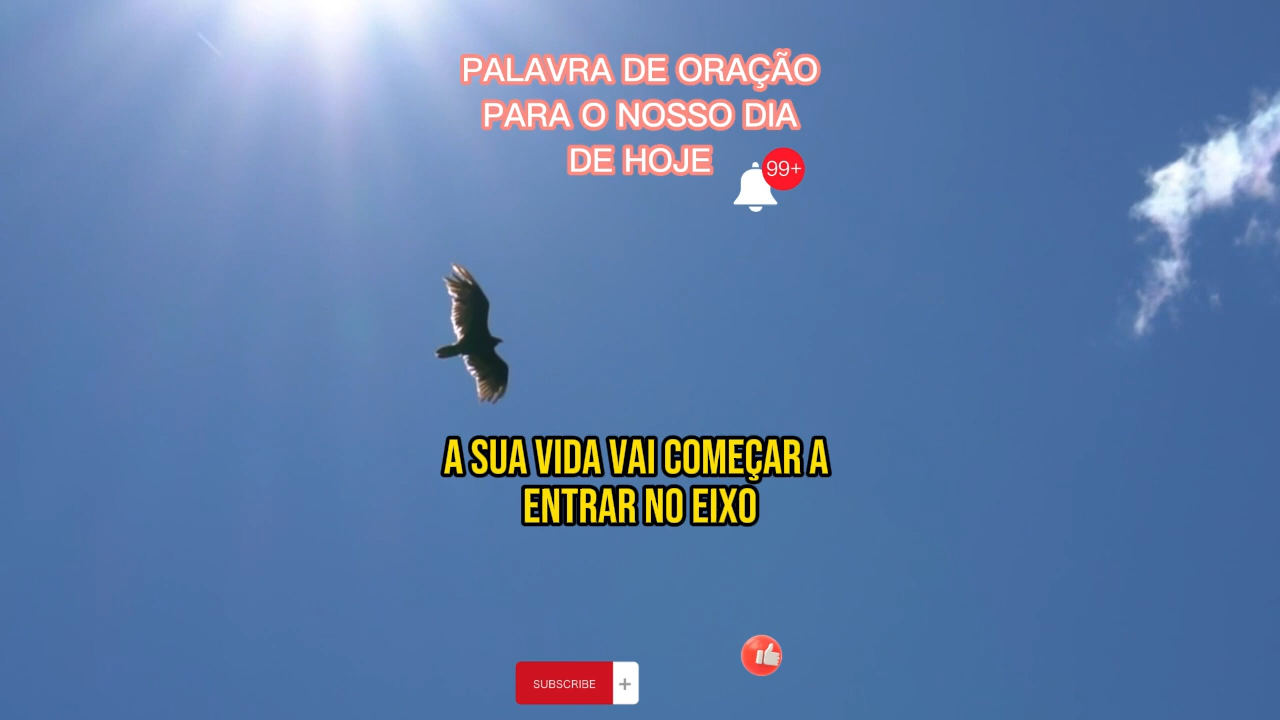 PALAVRA DE ORAÇÃO
PARA O NOSSO DIA
DE HOJE
99+
A SUA VIDA VAI COMEÇAR A
ENTRAR NO EIXO
SUBSCRIBE +